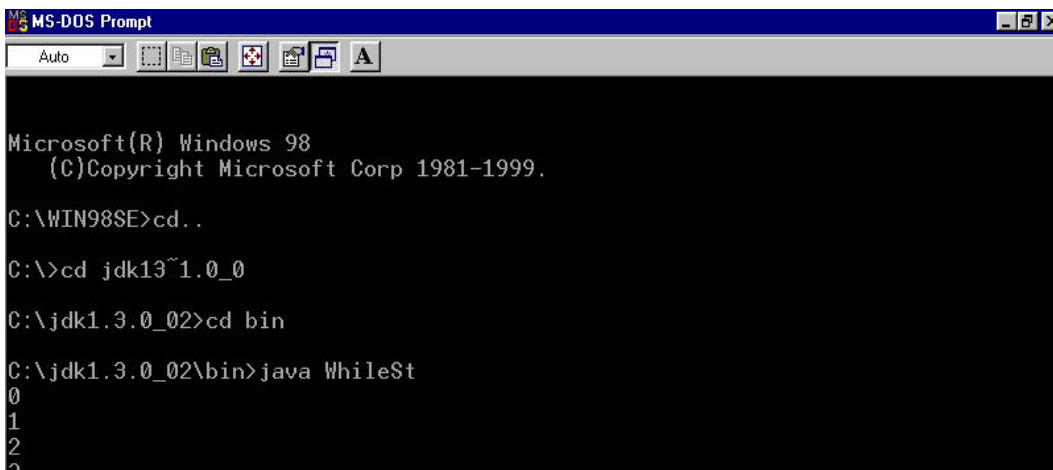 MS-DOS Prompt
Auto
A
Microsoft(R) Windows 98
(C)Copyright Microsoft Corp 1981-1999.
C:\WIN98SE>cd..
C:\>cd jdk13~1.0_0
C:\jdk1.3.0_02>cd bin
C:\jdk1.3.0_02\bin>java WhileSt
0
1
2